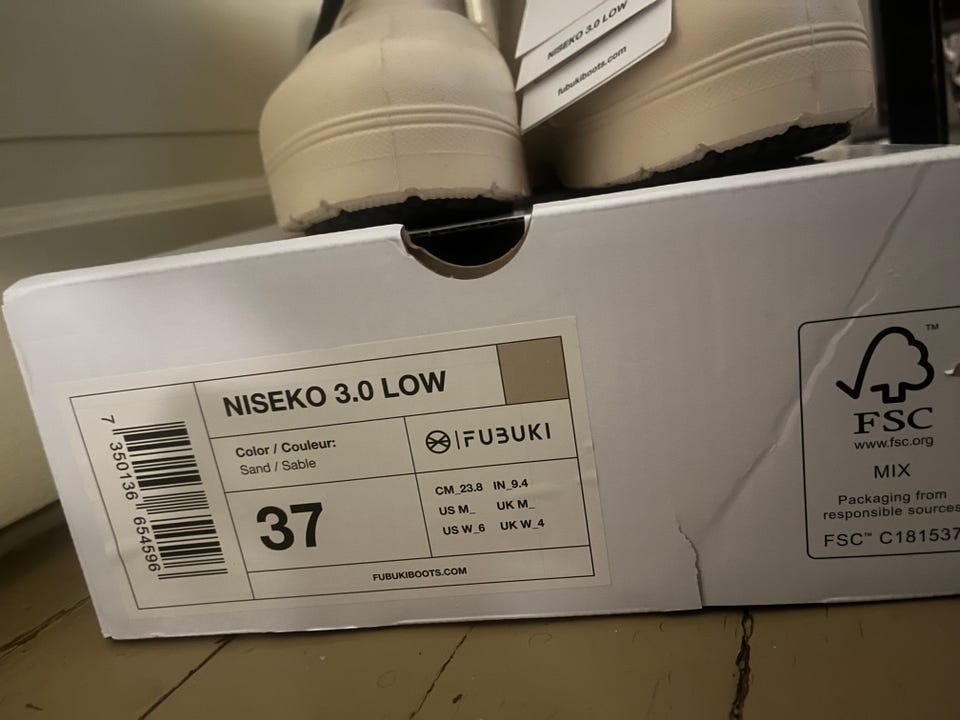 NISEKO 3.0 LOW
fubukiboots.com
NISEKO 3.0 LOW
Color / Couleur:
Sand / Sable
FUBUKI
37
CM_23.8 IN_9.4
US M_ UK M_
US W_6 UK W_4
FUBUKIBOOTS.COM
7 350136 654596
FSC
www.fsc.org
MIX
Packaging from
responsible sources
FSC™ C181537